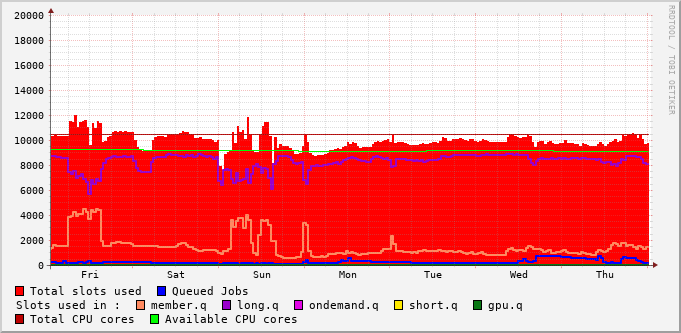 20000
18000
16000
14000
12000
10000
8000
6000
4000
2000
0
Fri Sat Sun Mon Tue Wed Thu
RRDTOOL / TOBI OETIKER
Total slots used Queued Jobs
Slots used in : member.q long.q ondemand.q short.q gpu.q
Total CPU cores Available CPU cores